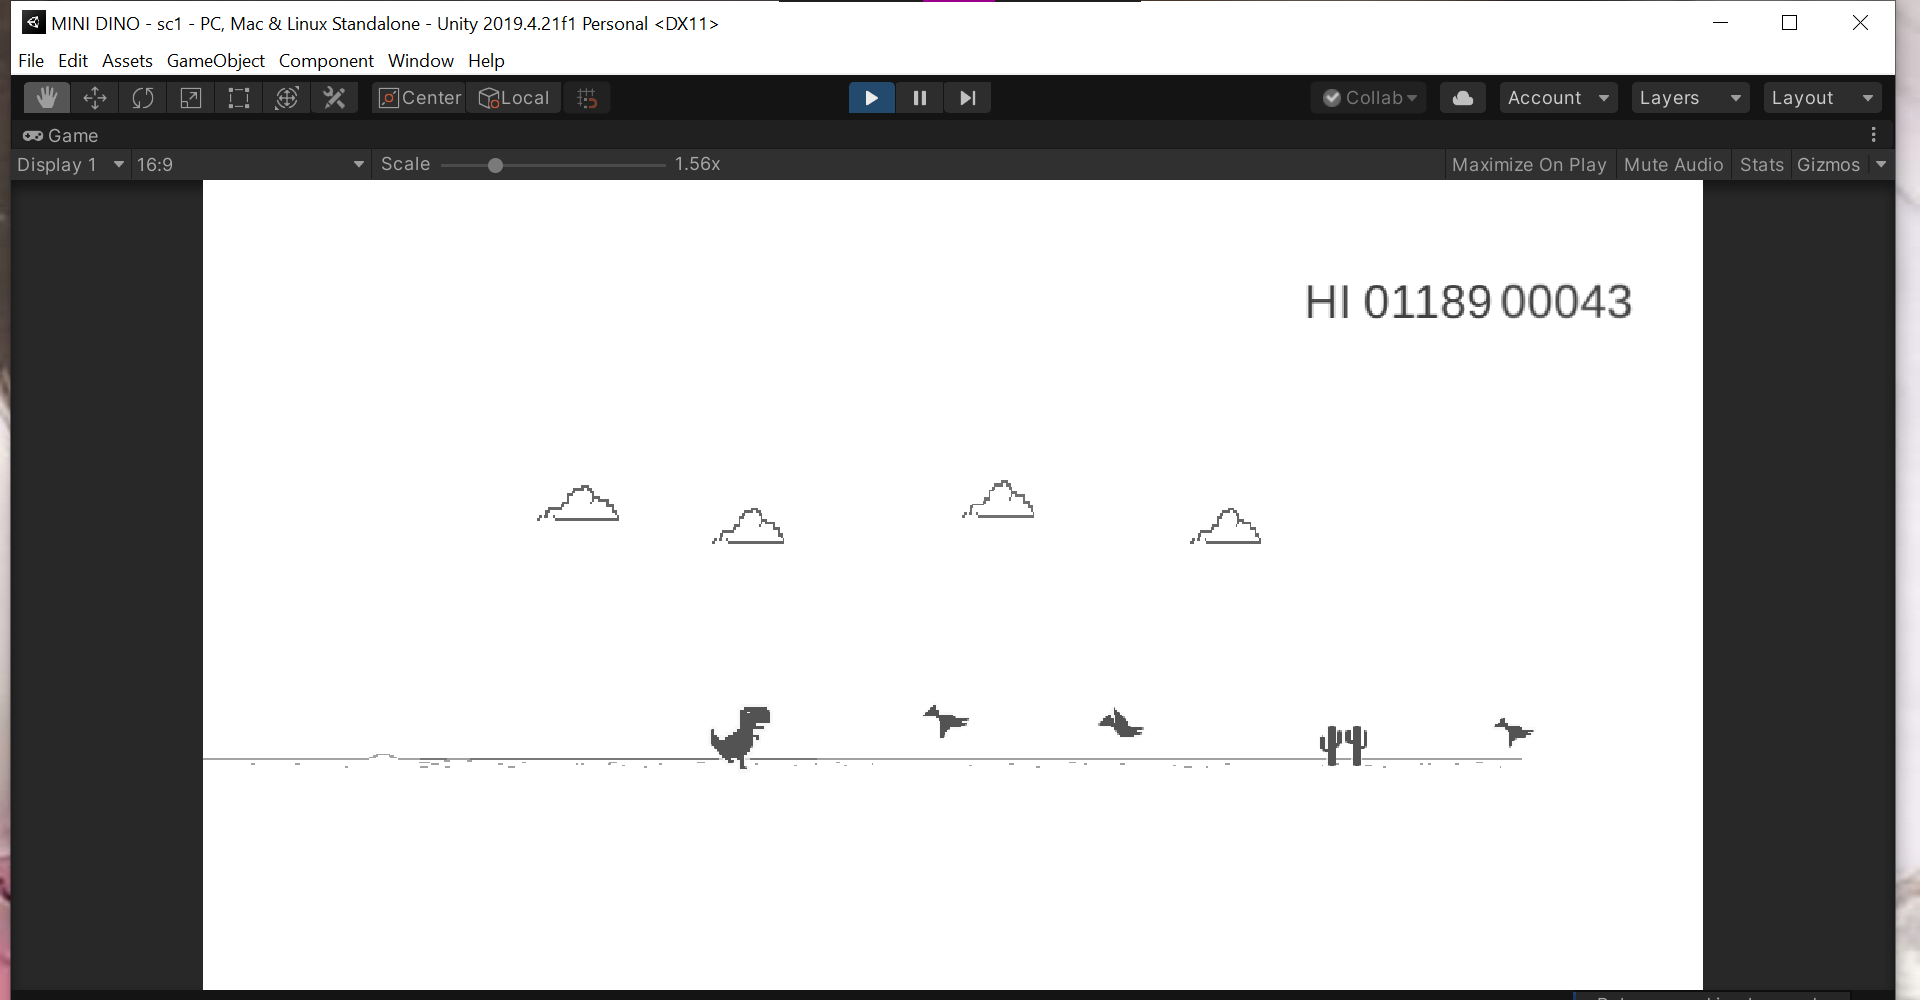 MINI DINO - sc1 - PC, Mac & Linux Standalone - Unity 2019.4.21f1 Personal <DX11>
File Edit Assets GameObject Component Window Help
Center Local Collab Account Layers Layout
Game
Display 1 16:9 Scale 1.56x Maximize On Play Mute Audio Stats Gizmos
HI 01189 00043